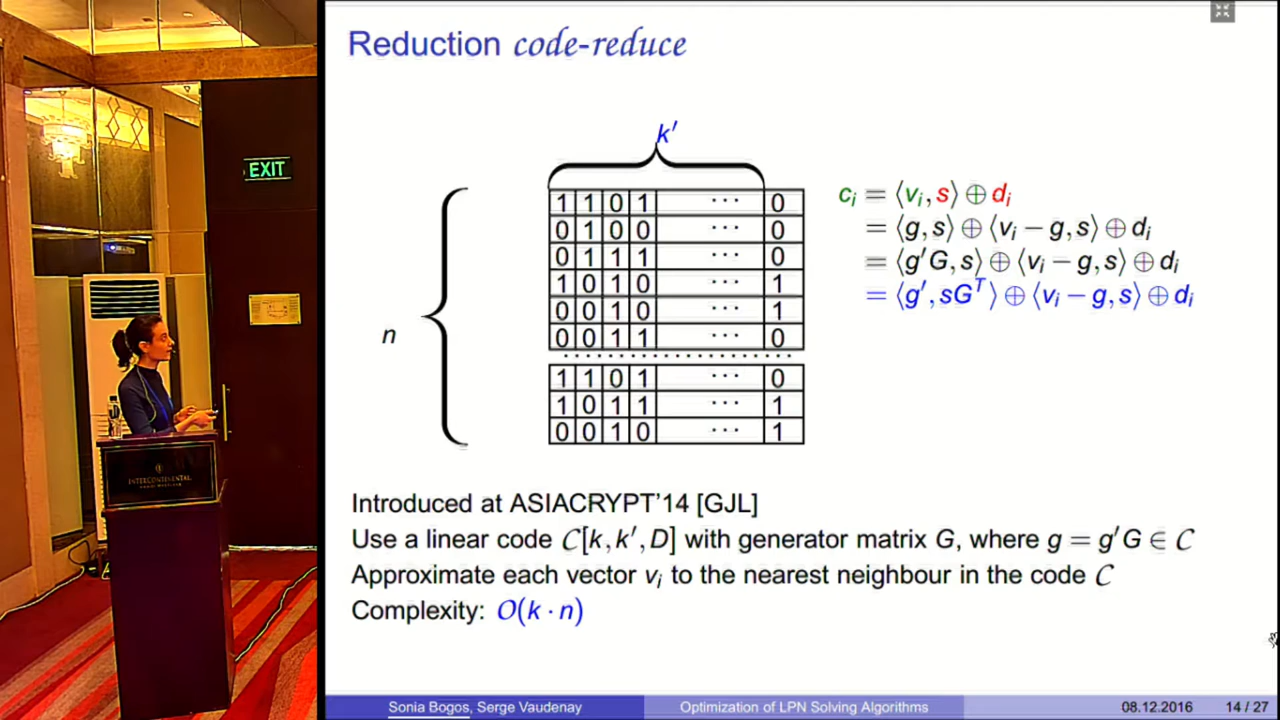 Reduction code-reduce
k′
1 1 0 1 ··· 0
0 1 0 0 ··· 0
0 1 1 1 ··· 0
1 0 1 0 ··· 1
0 0 1 0 ··· 1
0 0 1 1 ··· 0
1 1 0 1 ··· 0
1 0 1 1 ··· 1
0 0 1 0 ··· 1
n
cᵢ = ⟨vᵢ, s⟩ ⊕ dᵢ
= ⟨g, s⟩ ⊕ ⟨vᵢ − g, s⟩ ⊕ dᵢ
= ⟨g′G, s⟩ ⊕ ⟨vᵢ − g, s⟩ ⊕ dᵢ
= ⟨g′, sGᵀ⟩ ⊕ ⟨vᵢ − g, s⟩ ⊕ dᵢ
EXIT
INTERCONTINENTAL
Introduced at ASIACRYPT'14 [GJL]
Use a linear code C[k, k′, D] with generator matrix G, where g = g′G ∈ C
Approximate each vector vᵢ to the nearest neighbour in the code C
Complexity: O(k · n)
Sonia Bogos, Serge Vaudenay
Optimization of LPN Solving Algorithms
08.12.2016
14 / 27